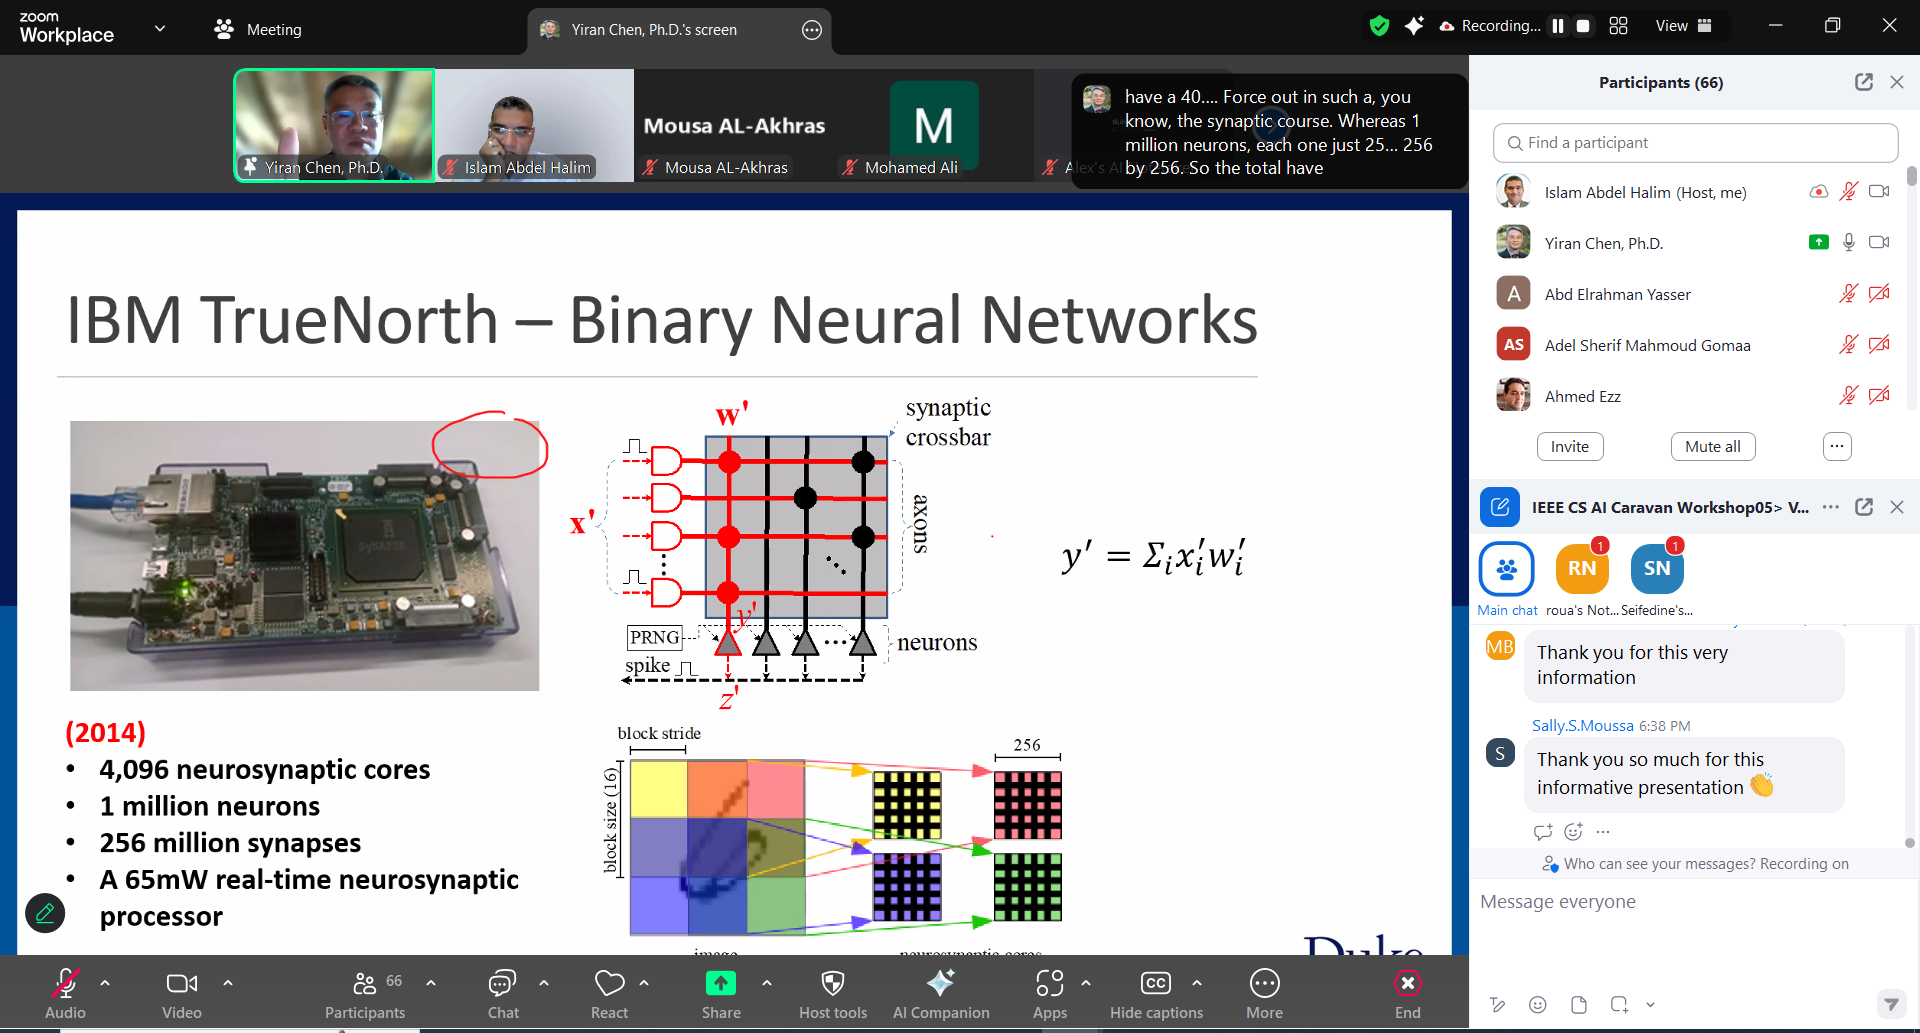 zoom
Workplace
Meeting
Yiran Chen, Ph.D.'s screen
Recording...
View
Yiran Chen, Ph.D.
Islam Abdel Halim
Mousa AL-Akhras
Mousa AL-Akhras
M
Mohamed Ali
have a 40.... Force out in such a, you
know, the synaptic course. Whereas 1
million neurons, each one just 25... 256
by 256. So the total have
Participants (66)
Find a participant
Islam Abdel Halim (Host, me)
Yiran Chen, Ph.D.
A
Abd Elrahman Yasser
AS
Adel Sherif Mahmoud Gomaa
Ahmed Ezz
Invite
Mute all
IEEE CS AI Caravan Workshop05> V...
RN
1
SN
1
Main chat
roua's Not...
Seifedine's...
MB
Thank you for this very
information
Sally.S.Moussa 6:38 PM
S
Thank you so much for this
informative presentation 👏
Who can see your messages? Recording on
Message everyone
IBM TrueNorth – Binary Neural Networks
SyNAPSE
w'
synaptic
crossbar
x'
axons
y'
PRNG
neurons
spike
z'
y′ = Σᵢx′ᵢw′ᵢ
(2014)
• 4,096 neurosynaptic cores
• 1 million neurons
• 256 million synapses
• A 65mW real-time neurosynaptic
processor
block stride
block size (16)
256
image
neurosynaptic cores
Duke
Audio
Video
66
Participants
Chat
React
Share
Host tools
AI Companion
Apps
CC
Hide captions
More
End